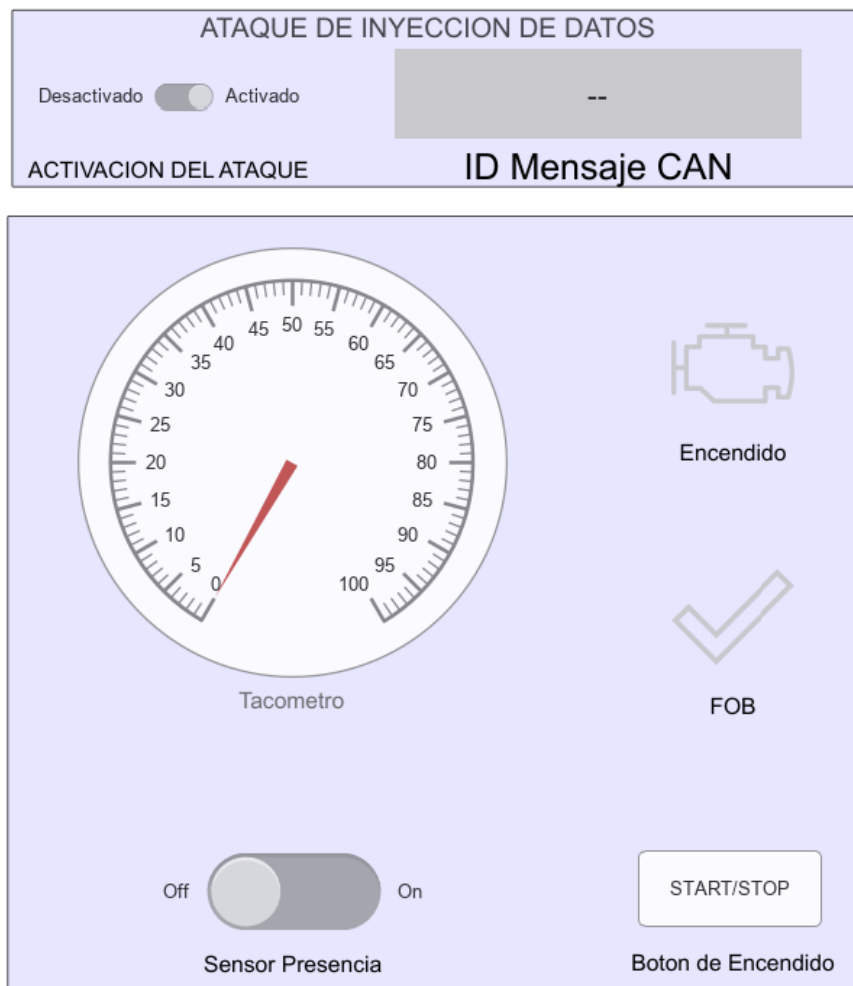 ATAQUE DE INYECCION DE DATOS
Desactivado Activado
--
ACTIVACION DEL ATAQUE
ID Mensaje CAN
0
5
10
15
20
25
30
35
40
45
50
55
60
65
70
75
80
85
90
95
100
Tacometro
Encendido
FOB
Off On
Sensor Presencia
START/STOP
Boton de Encendido